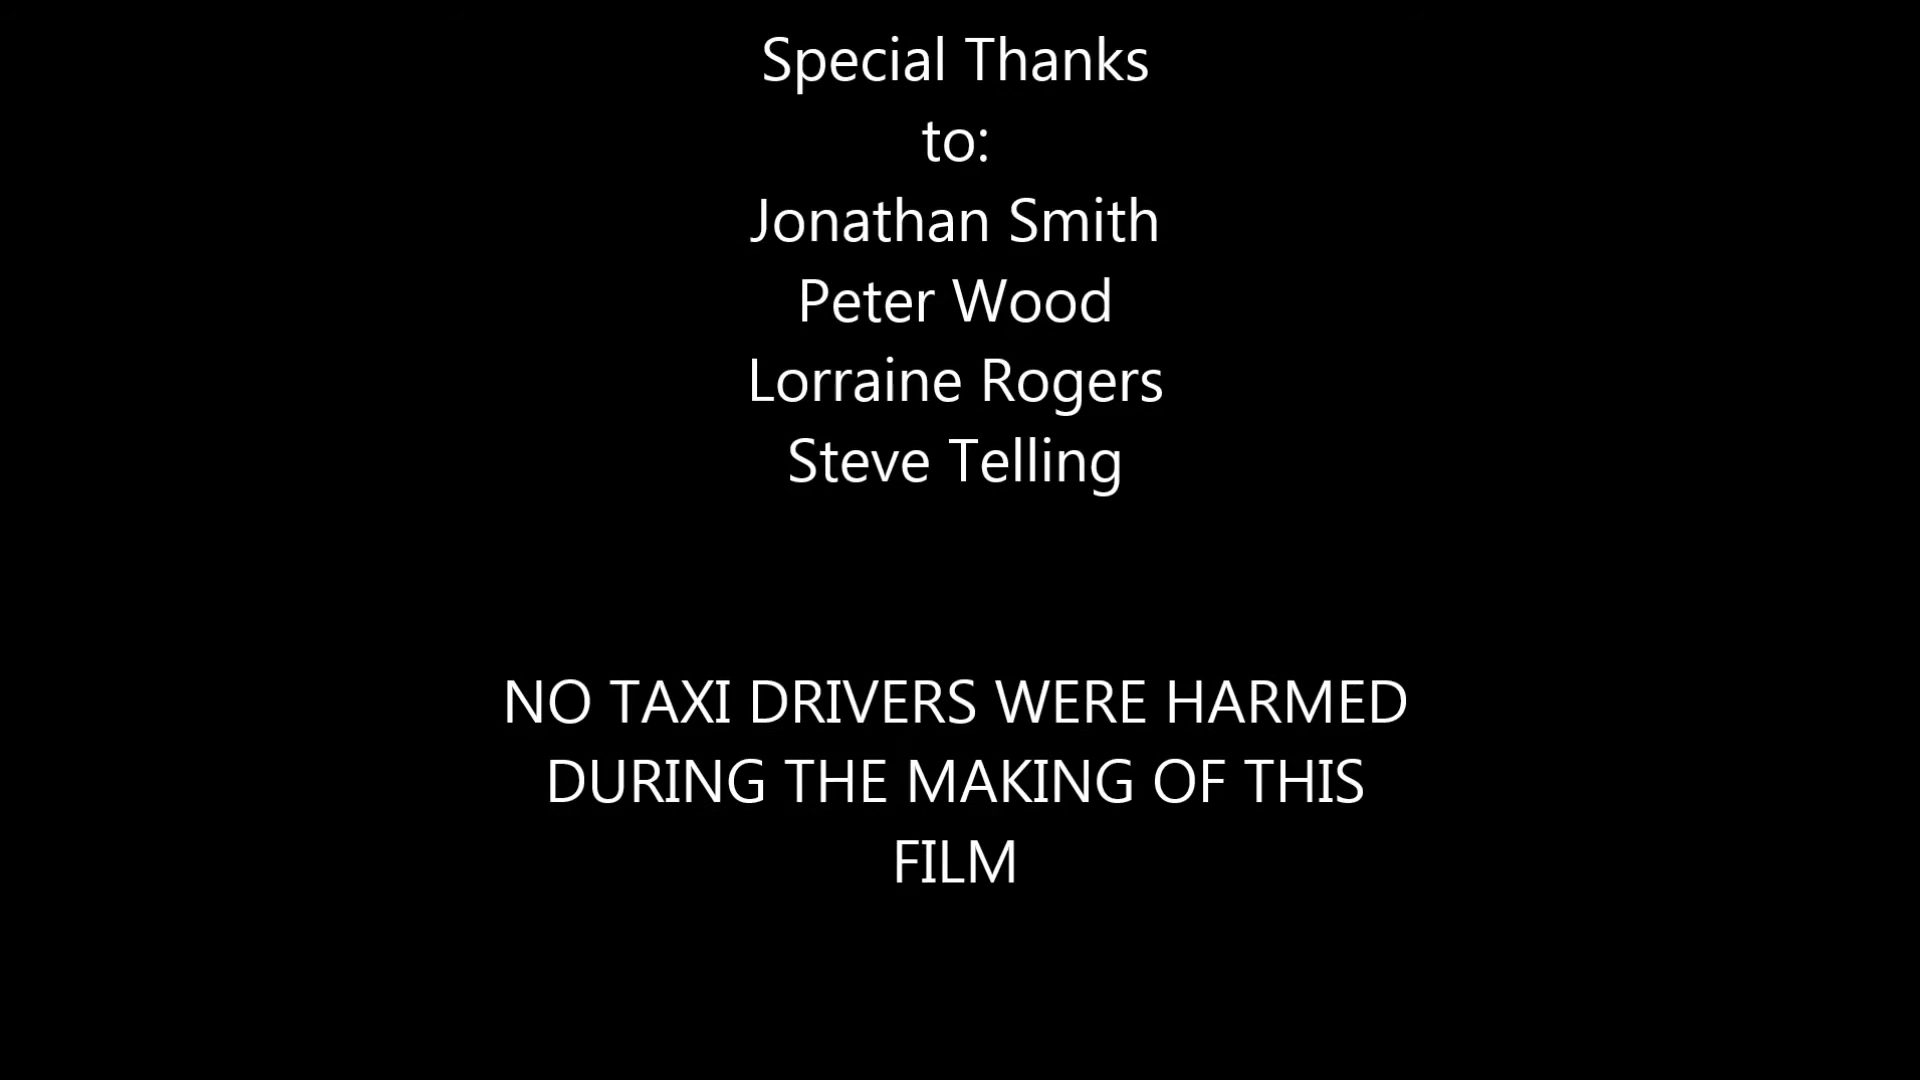 Special Thanks
to:
Jonathan Smith
Peter Wood
Lorraine Rogers
Steve Telling
NO TAXI DRIVERS WERE HARMED
DURING THE MAKING OF THIS
FILM